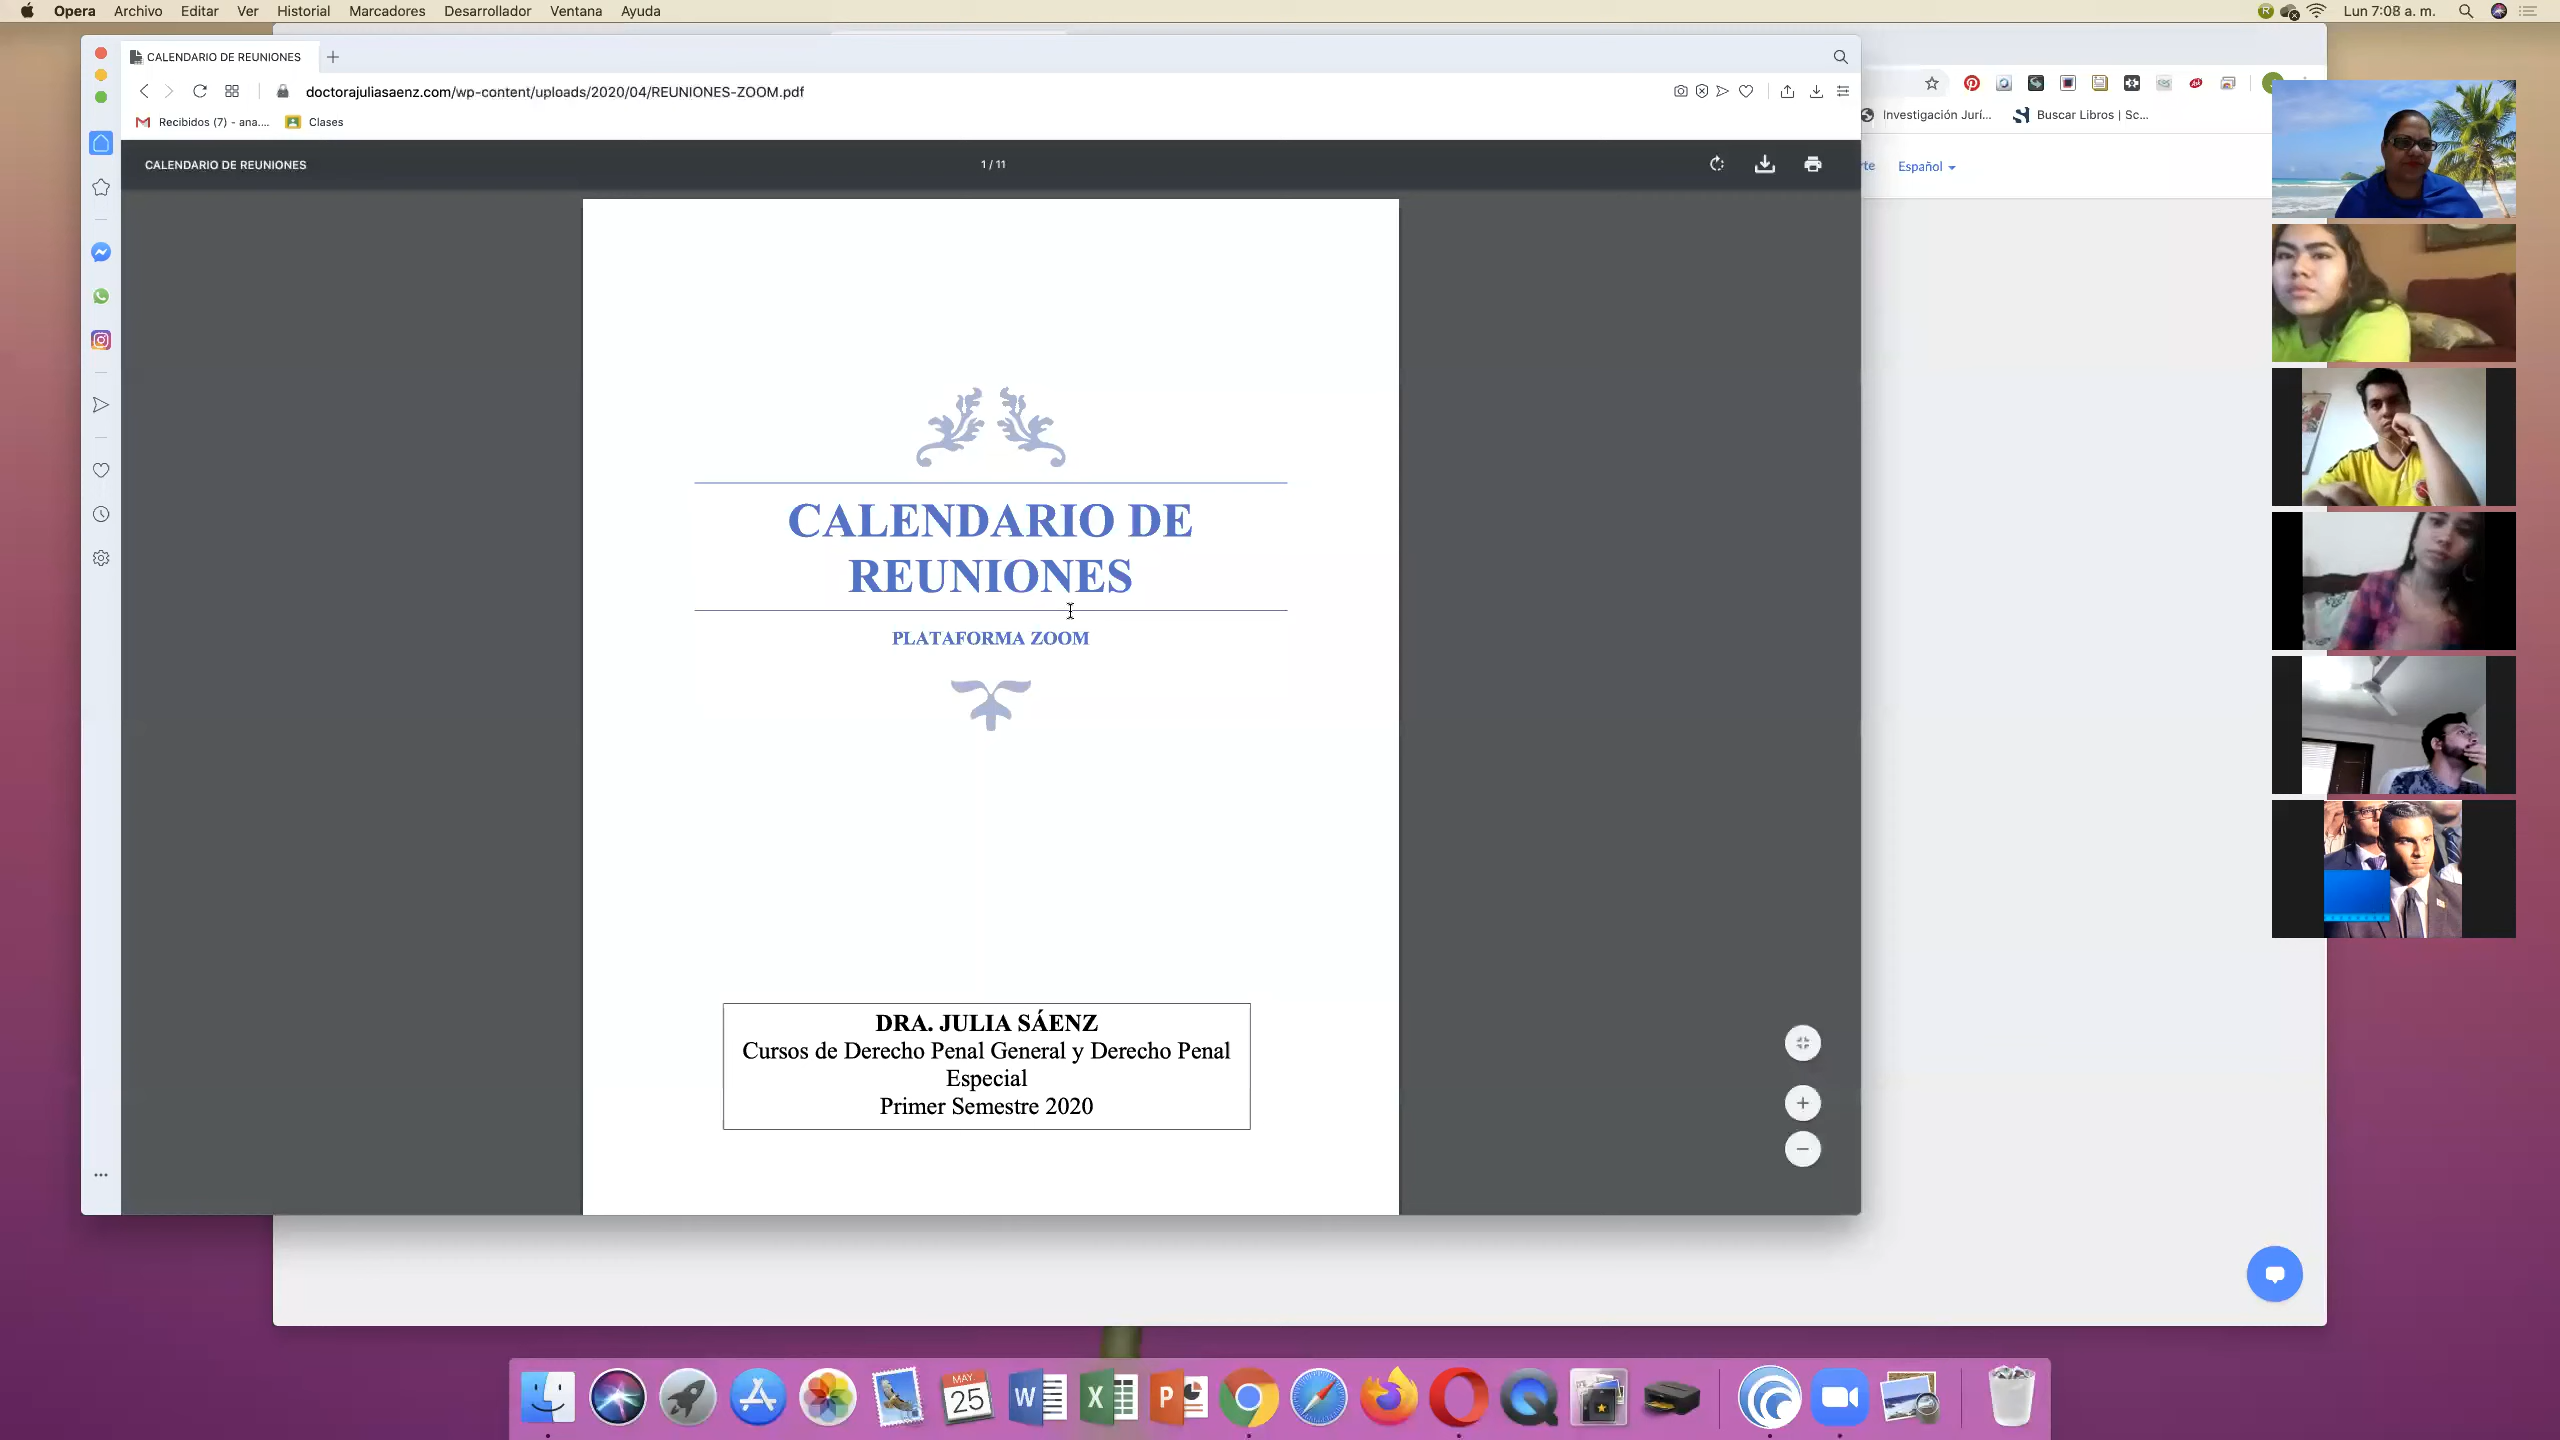 Opera Archivo Editar Ver Historial Marcadores Desarrollador Ventana Ayuda
Lun 7:08 a. m.
CALENDARIO DE REUNIONES
doctorajuliasaenz.com/wp-content/uploads/2020/04/REUNIONES-ZOOM.pdf
Recibidos (7) - ana.... Clases
Investigación Jurí... Buscar Libros | Sc...
CALENDARIO DE REUNIONES 1 / 11
rte Español
CALENDARIO DE
REUNIONES
PLATAFORMA ZOOM
DRA. JULIA SÁENZ
Cursos de Derecho Penal General y Derecho Penal
Especial
Primer Semestre 2020
MAY.
25
W
X
P